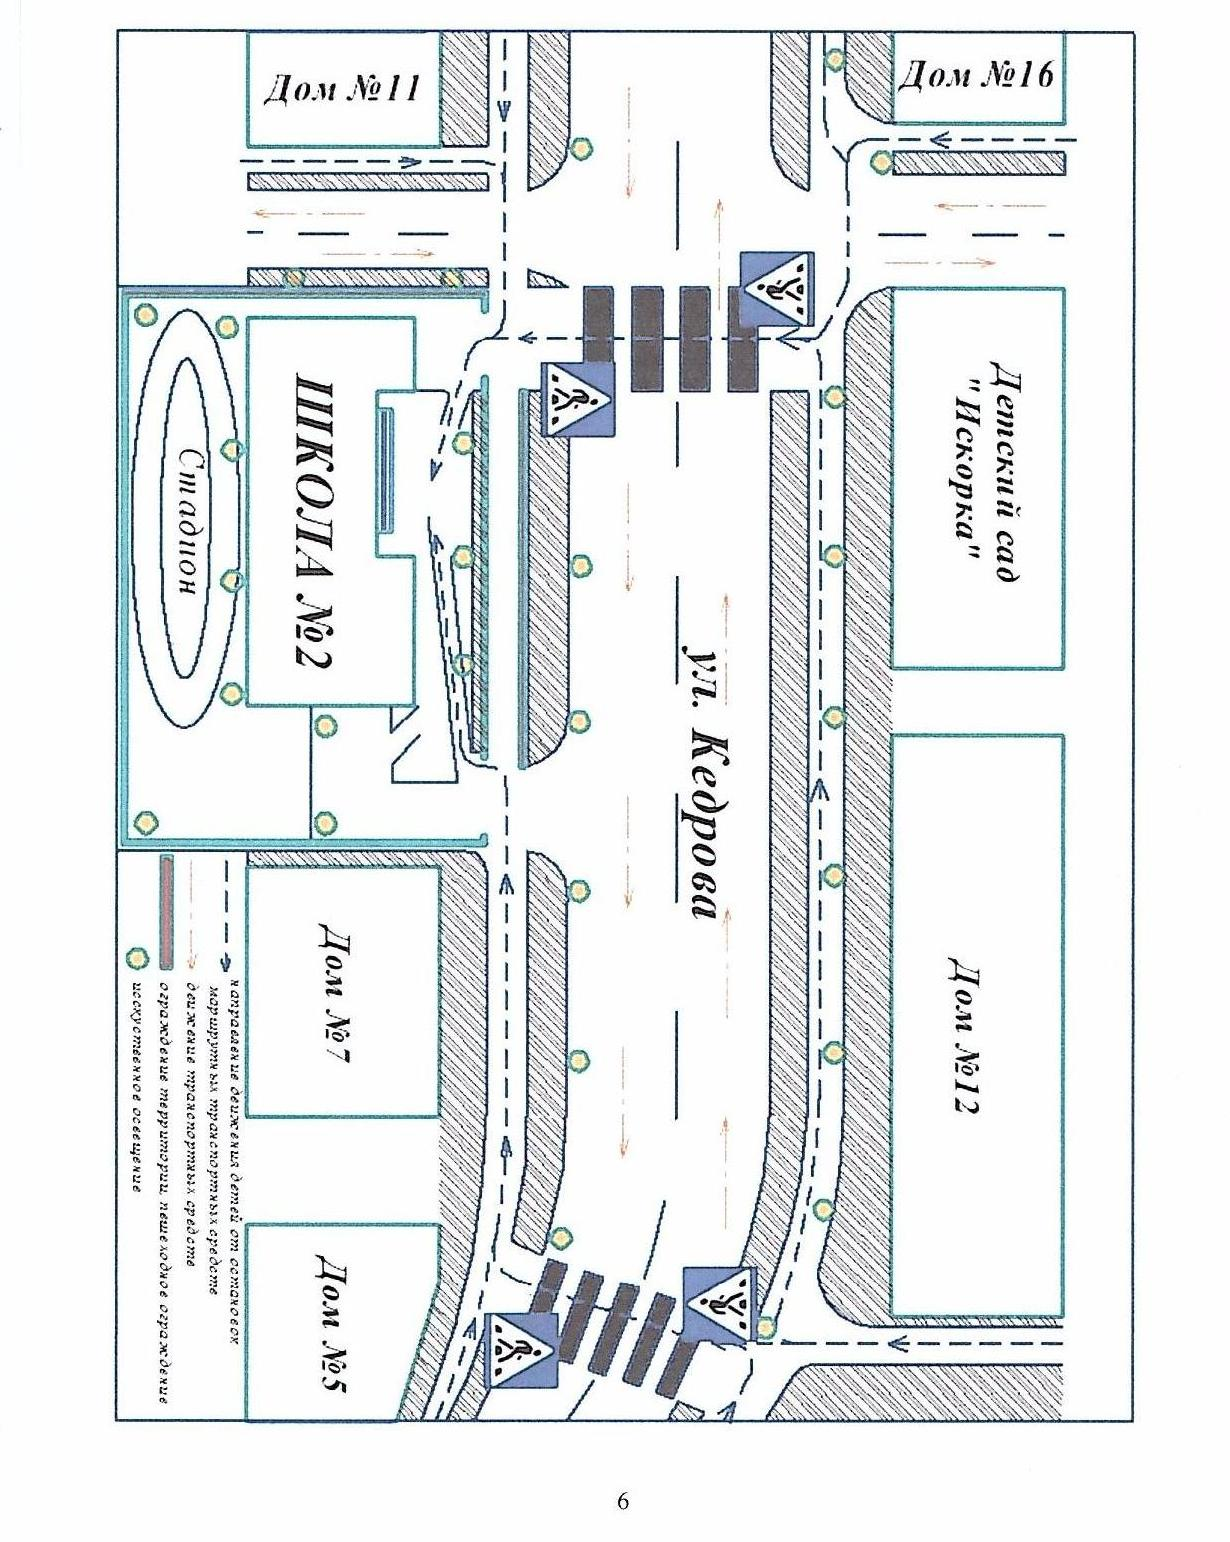 Дом №11
Дом №16
ШКОЛА №2
Стадион
Детский сад
"Искорка"
ул. Кедрова
Дом №12
Дом №7
Дом №5
направление движения детей от остановок
маршрутных транспортных средств
движение транспортных средств
ограждение территории, пешеходное ограждение
искуственное освещение
6